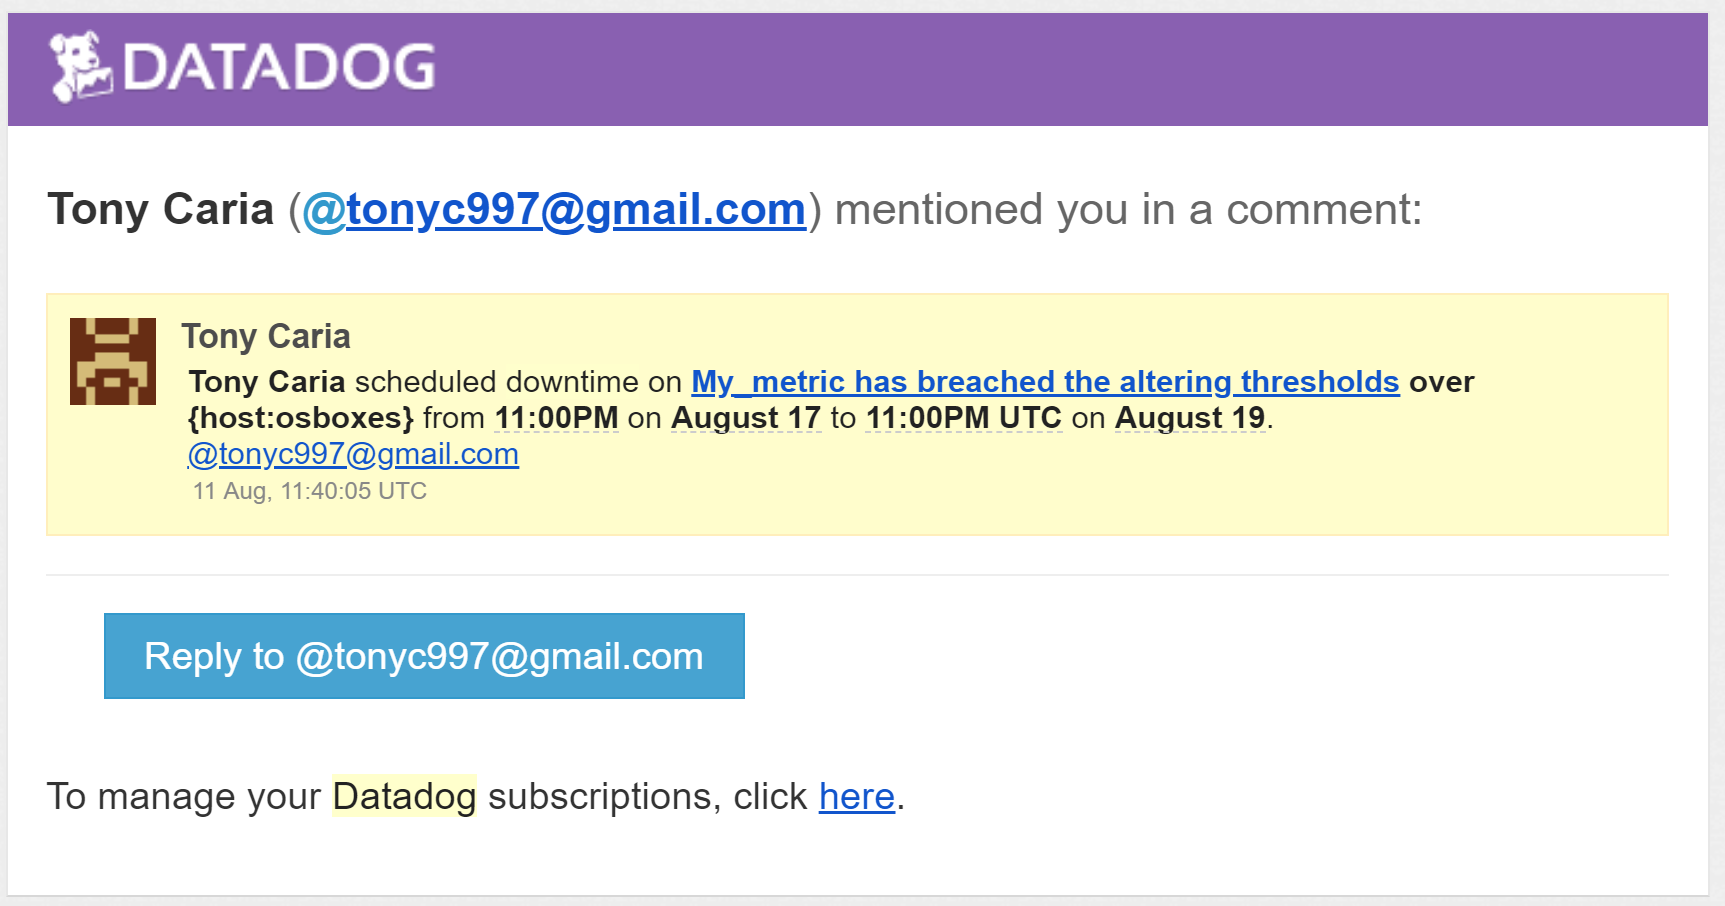 DATADOG
Tony Caria (@tonyc997@gmail.com) mentioned you in a comment:
Tony Caria
Tony Caria scheduled downtime on My_metric has breached the altering thresholds over
{host:osboxes} from 11:00PM on August 17 to 11:00PM UTC on August 19.
@tonyc997@gmail.com
11 Aug, 11:40:05 UTC
Reply to @tonyc997@gmail.com
To manage your Datadog subscriptions, click here.